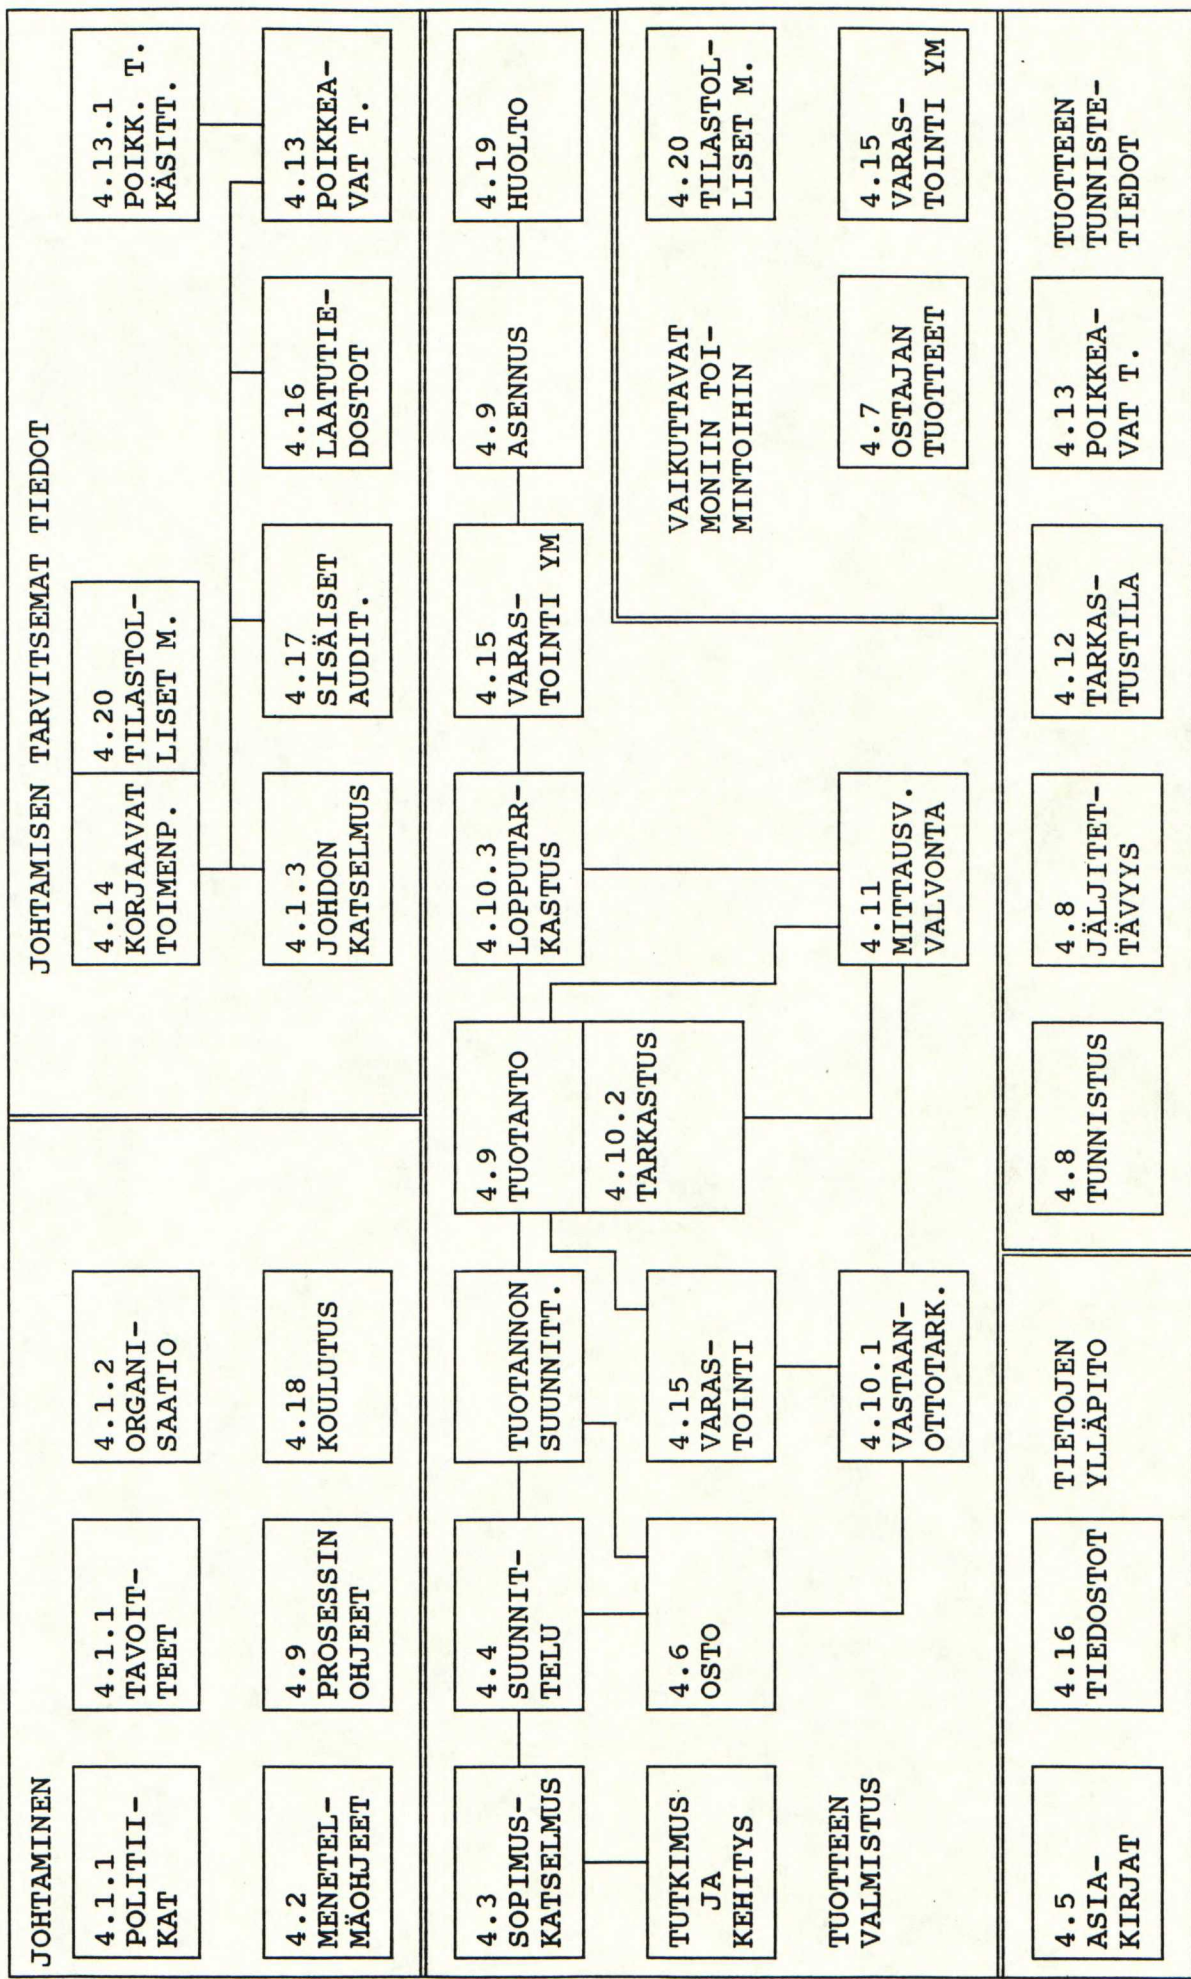 JOHTAMINEN
4.1.1
POLITII-
KAT
4.1.1
TAVOIT-
TEET
4.1.2
ORGANI-
SAATIO
4.2
MENETEL-
MÄOHJEET
4.9
PROSESSIN
OHJEET
4.18
KOULUTUS
JOHTAMISEN TARVITSEMAT TIEDOT
4.14
KORJAAVAT
TOIMENP.
4.20
TILASTOL-
LISET M.
4.13.1
POIKK. T.
KÄSITT.
4.1.3
JOHDON
KATSELMUS
4.17
SISÄISET
AUDIT.
4.16
LAATUTIE-
DOSTOT
4.13
POIKKEA-
VAT T.
4.3
SOPIMUS-
KATSELMUS
4.4
SUUNNIT-
TELU
TUOTANNON
SUUNNITT.
4.9
TUOTANTO
4.10.3
LOPPUTAR-
KASTUS
4.15
VARAS-
TOINTI YM
4.9
ASENNUS
4.19
HUOLTO
TUTKIMUS
JA
KEHITYS
4.6
OSTO
4.15
VARAS-
TOINTI
4.10.2
TARKASTUS
TUOTTEEN
VALMISTUS
4.10.1
VASTAAN-
OTTOTARK.
4.11
MITTAUSV.
VALVONTA
VAIKUTTAVAT
MONIIN TOI-
MINTOIHIN
4.20
TILASTOL-
LISET M.
4.7
OSTAJAN
TUOTTEET
4.15
VARAS-
TOINTI YM
4.5
ASIA-
KIRJAT
4.16
TIEDOSTOT
TIETOJEN
YLLÄPITO
4.8
TUNNISTUS
4.8
JÄLJITET-
TÄVYYS
4.12
TARKAS-
TUSTILA
4.13
POIKKEA-
VAT T.
TUOTTEEN
TUNNISTE-
TIEDOT